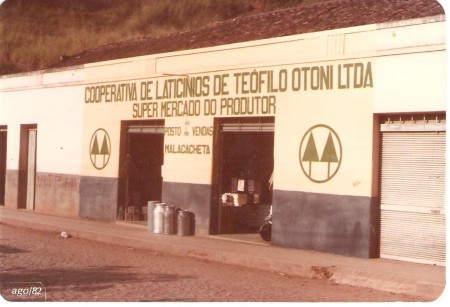 COOPERATIVA DE LATICÍNIOS DE TEÓFILO OTONI LTDA
SUPER MERCADO DO PRODUTOR
POSTO DE VENDAS
MALACACHETA
ago/82